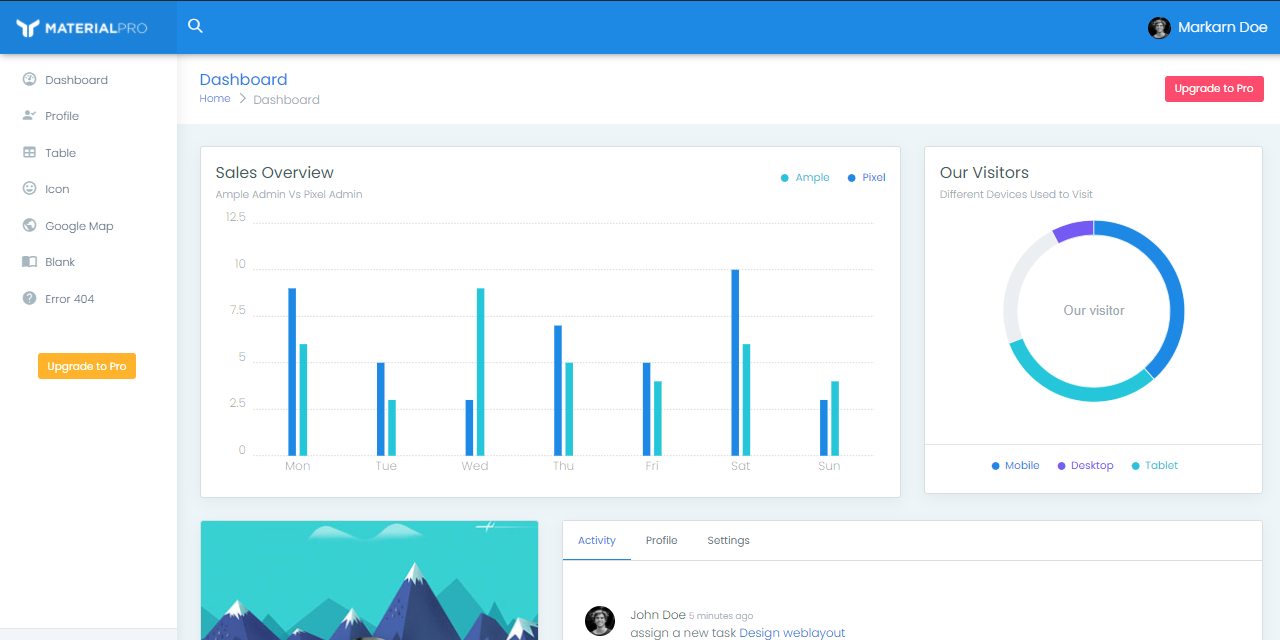 MATERIALPRO
Markarn Doe
Dashboard
Profile
Table
Icon
Google Map
Blank
Error 404
Upgrade to Pro
Dashboard
Home > Dashboard
Upgrade to Pro
Sales Overview
Ample Admin Vs Pixel Admin
Ample Pixel
12.5
10
7.5
5
2.5
0
Mon Tue Wed Thu Fri Sat Sun
Our Visitors
Different Devices Used to Visit
Our visitor
Mobile Desktop Tablet
Activity Profile Settings
John Doe 5 minutes ago
assign a new task Design weblayout